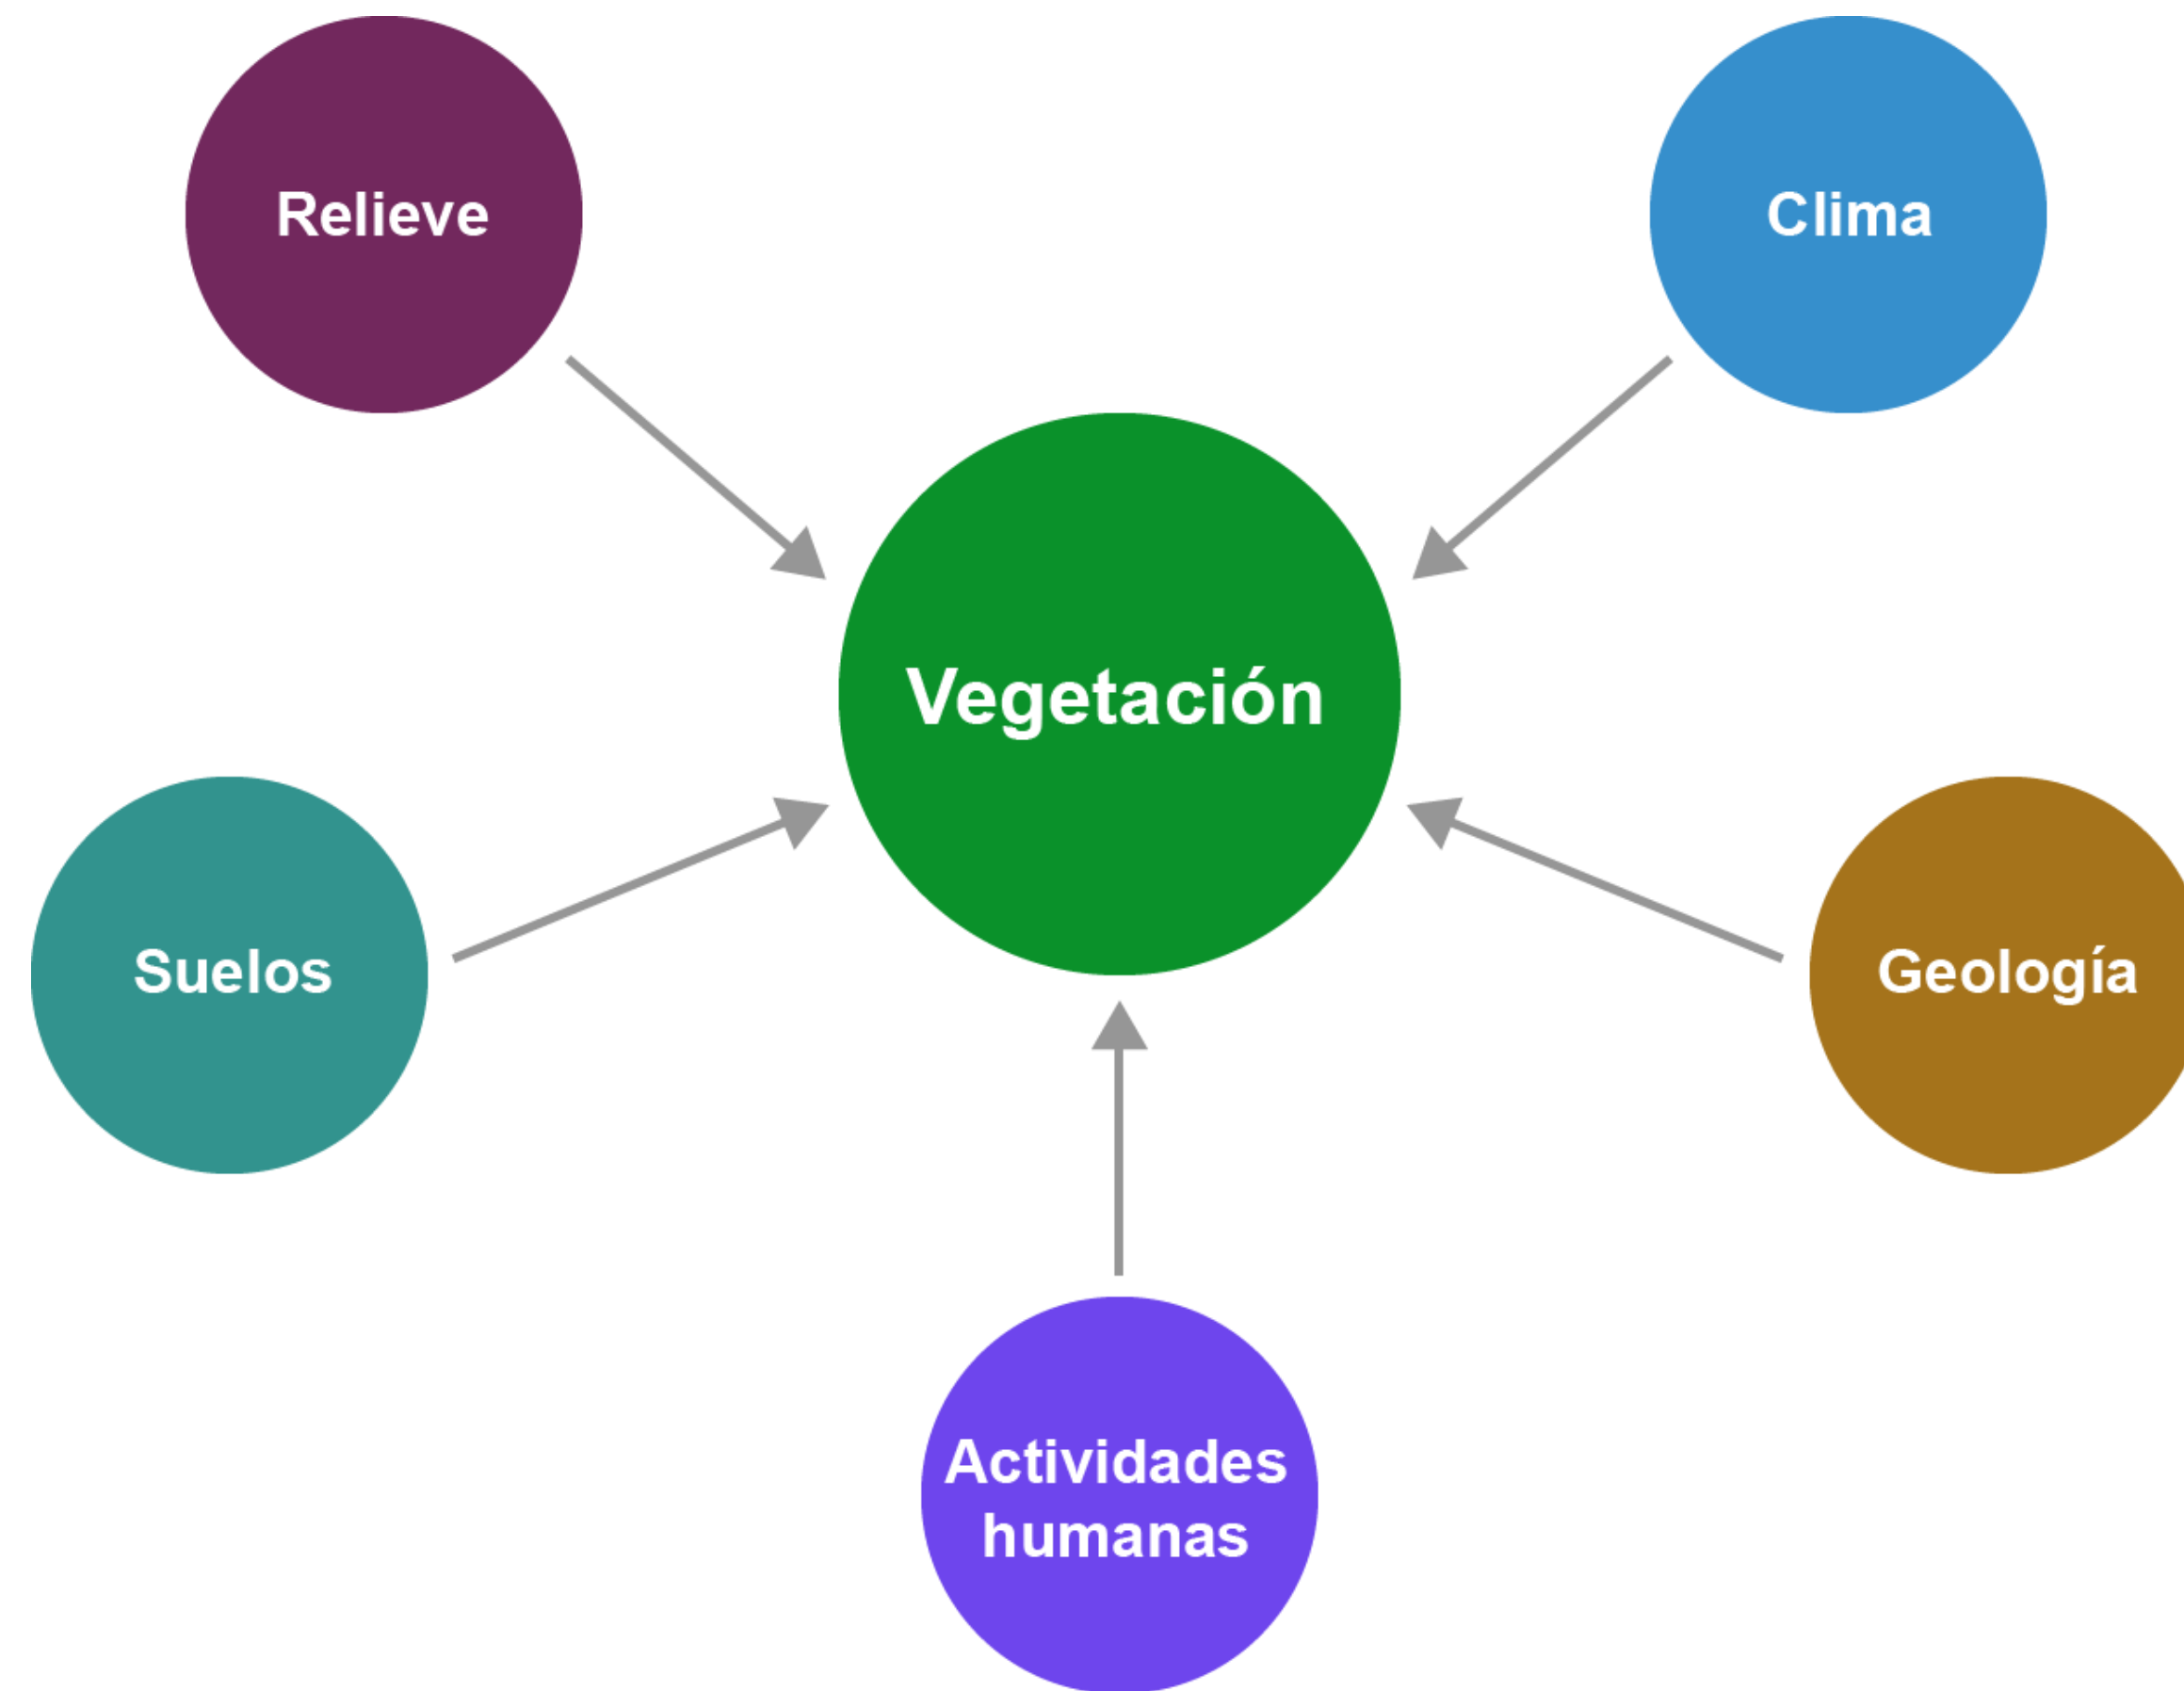 Relieve
Clima
Vegetación
Suelos
Geología
Actividades
humanas